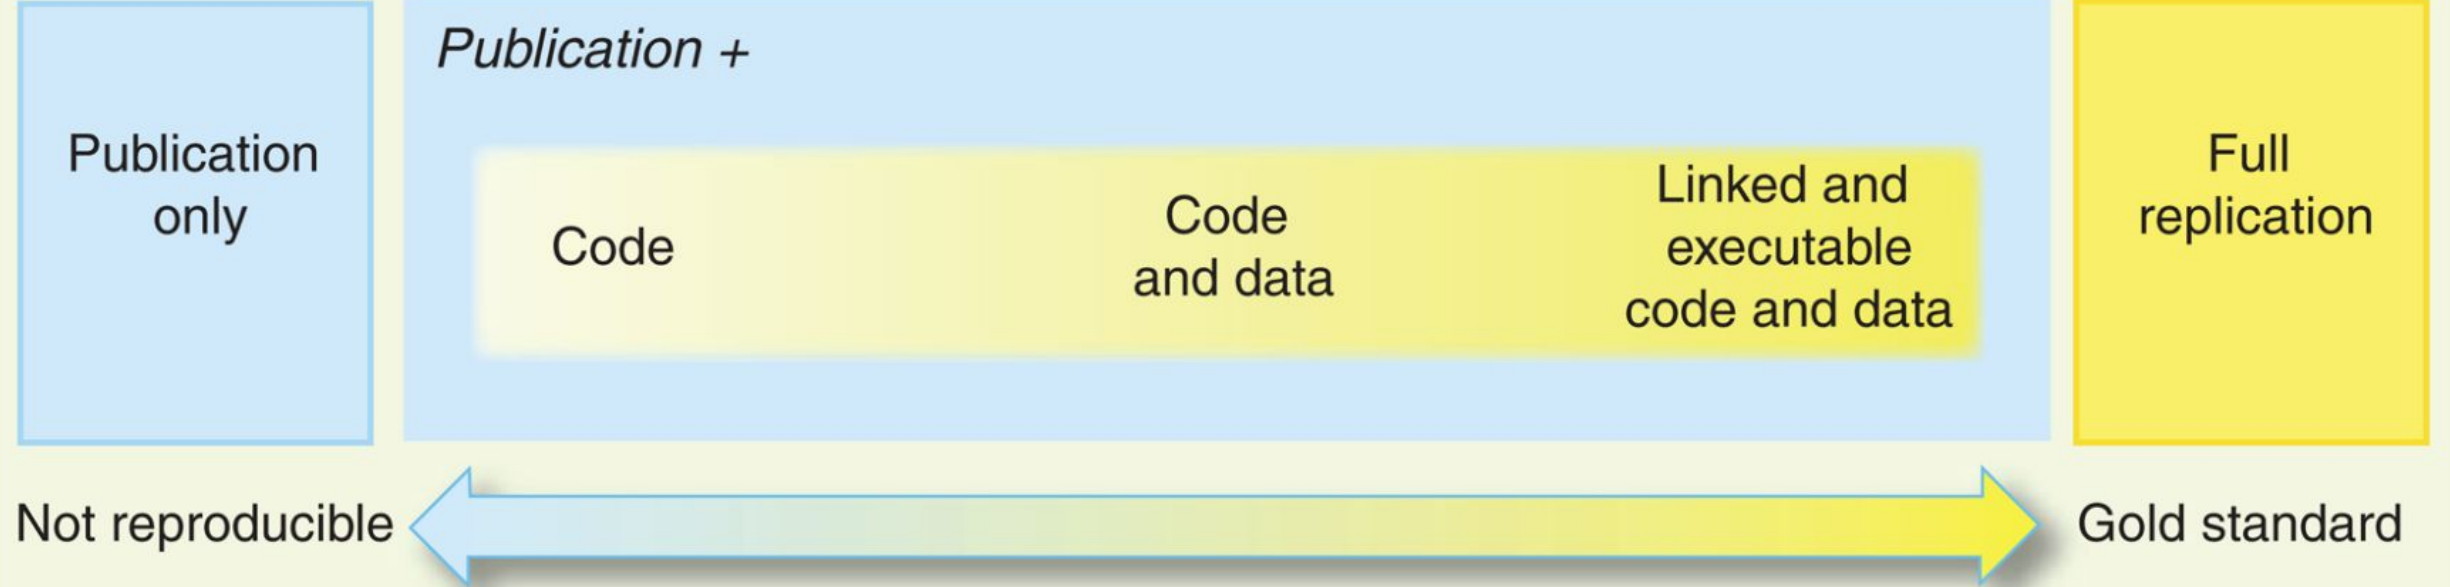 Publication
only
Publication +
Code
Code
and data
Linked and
executable
code and data
Full
replication
Not reproducible
Gold standard